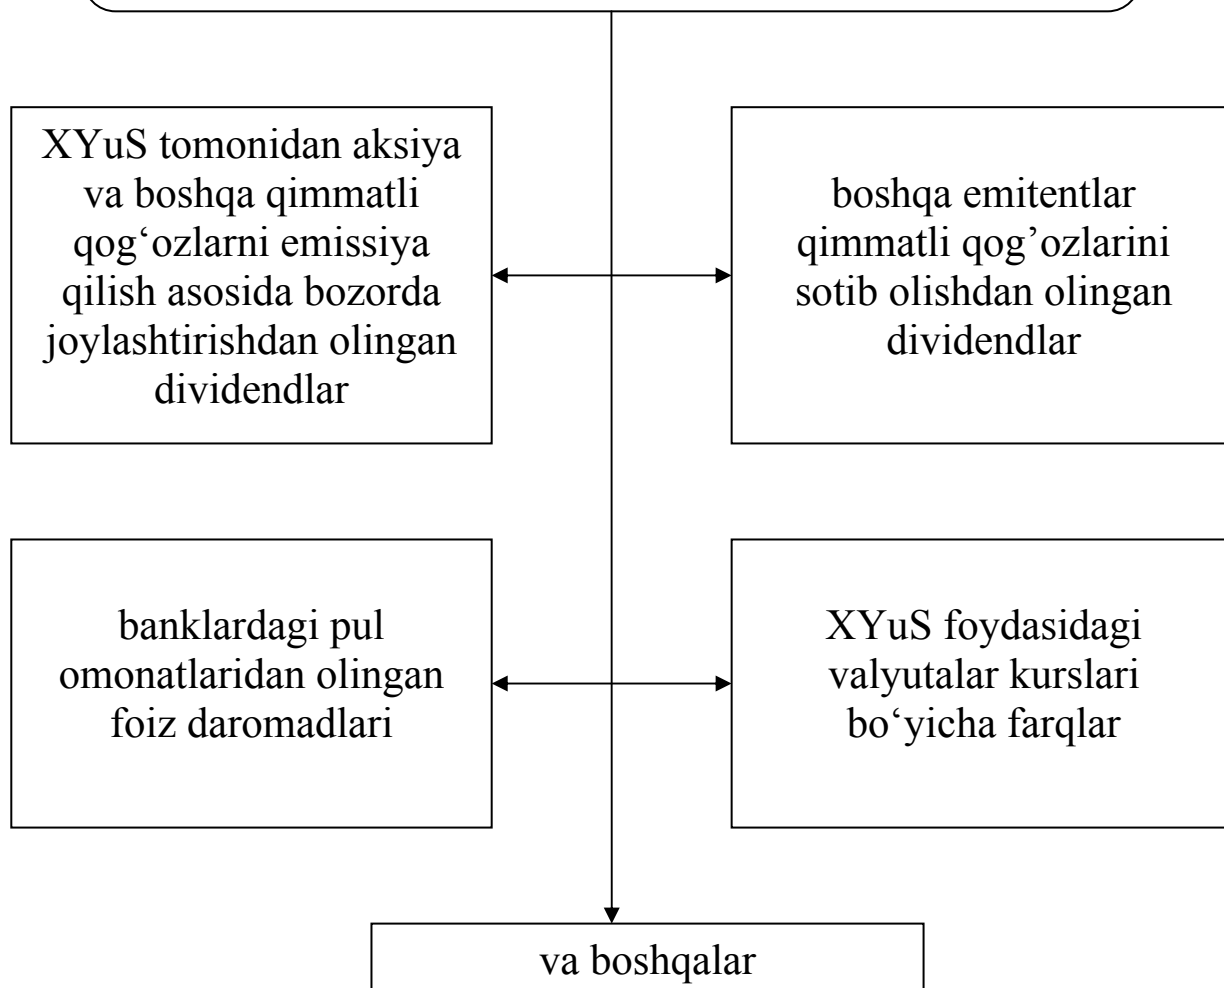 XYuS tomonidan aksiya
va boshqa qimmatli
qog‘ozlarni emissiya
qilish asosida bozorda
joylashtirishdan olingan
dividendlar
boshqa emitentlar
qimmatli qog’ozlarini
sotib olishdan olingan
dividendlar
banklardagi pul
omonatlaridan olingan
foiz daromadlari
XYuS foydasidagi
valyutalar kurslari
bo‘yicha farqlar
va boshqalar